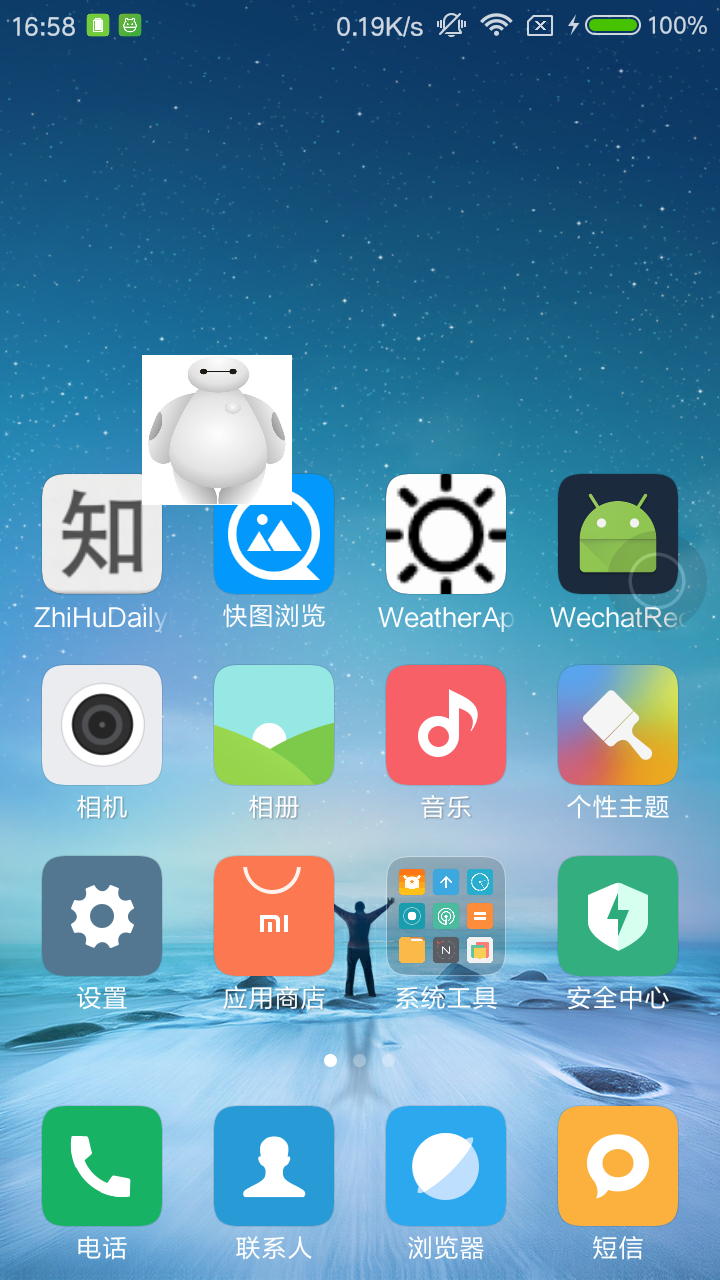 16:58 0.19K/s 100%
知
ZhiHuDaily 快图浏览 WeatherAp WechatRec
相机 相册 音乐 个性主题
mi
N
设置 应用商店 系统工具 安全中心
电话 联系人 浏览器 短信